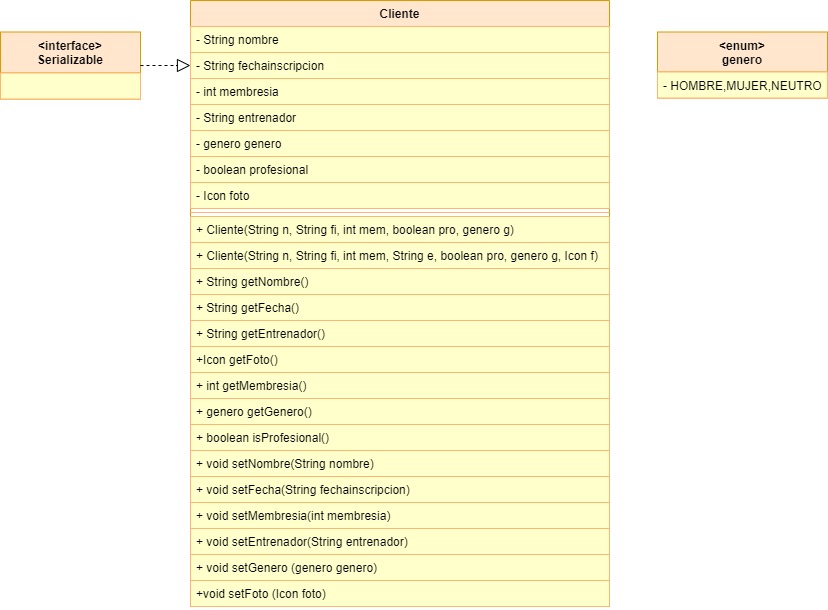 <interface>
Serializable
Cliente
- String nombre
- String fechainscripcion
- int membresia
- String entrenador
- genero genero
- boolean profesional
- Icon foto
+ Cliente(String n, String fi, int mem, boolean pro, genero g)
+ Cliente(String n, String fi, int mem, String e, boolean pro, genero g, Icon f)
+ String getNombre()
+ String getFecha()
+ String getEntrenador()
+Icon getFoto()
+ int getMembresia()
+ genero getGenero()
+ boolean isProfesional()
+ void setNombre(String nombre)
+ void setFecha(String fechainscripcion)
+ void setMembresia(int membresia)
+ void setEntrenador(String entrenador)
+ void setGenero (genero genero)
+void setFoto (Icon foto)
<enum>
genero
- HOMBRE,MUJER,NEUTRO